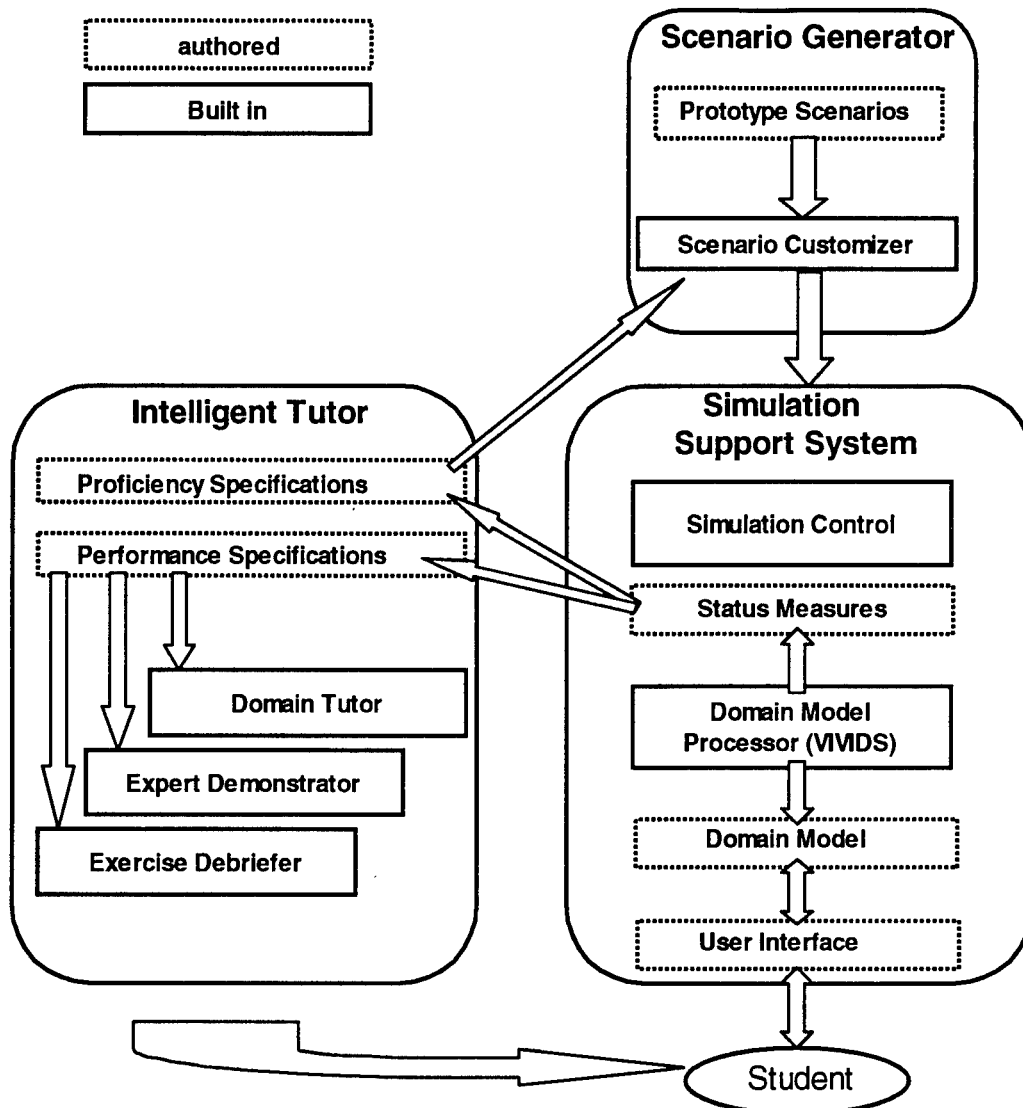 authored
Built in
Scenario Generator
Prototype Scenarios
Scenario Customizer
Intelligent Tutor
Proficiency Specifications
Performance Specifications
Domain Tutor
Expert Demonstrator
Exercise Debriefer
Simulation
Support System
Simulation Control
Status Measures
Domain Model
Processor (VIVIDS)
Domain Model
User Interface
Student